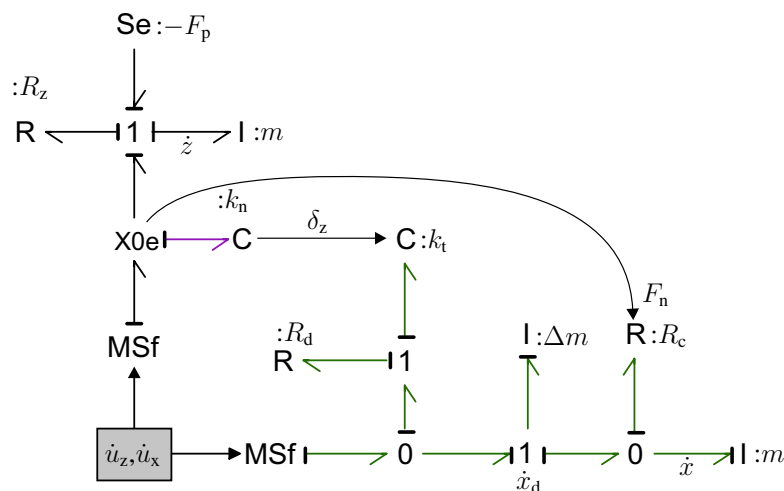 Se :−F_p
:R_z
R 1 I :m
ż
:k_n
X0e C δ_z C :k_t
F_n
:R_d I :Δm R :R_c
MSf R 1
u̇_z,u̇_x MSf 0 1 0 ẋ I :m
ẋ_d